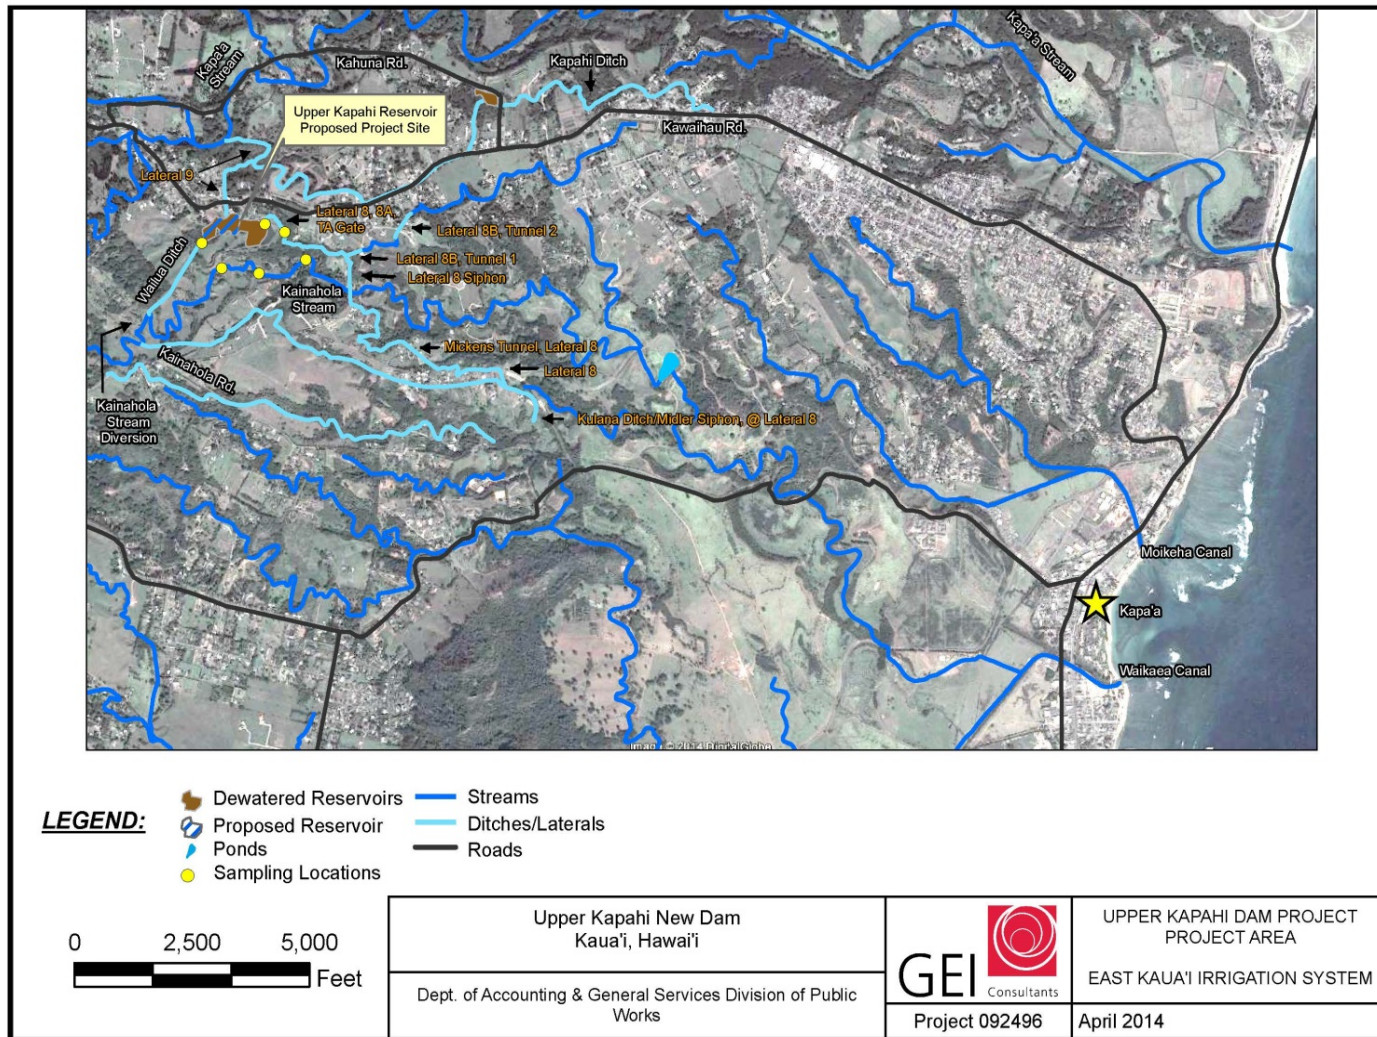 Kapa'a
Stream
Kahuna Rd.
Kapahi Ditch
Kapa'a Stream
Upper Kapahi Reservoir
Proposed Project Site
Kawaihau Rd.
Lateral 9
Lateral 8, 8A,
TA Gate
Lateral 8B, Tunnel 2
Lateral 8B, Tunnel 1
Lateral 8 Siphon
Wailua Ditch
Kainahola
Stream
Mickens Tunnel, Lateral 8
Lateral 8
Kainahola Rd.
Kainahola
Stream
Diversion
Kulana Ditch/Midler Siphon, @ Lateral 8
Moikeha Canal
Kapa'a
Waikaea Canal
© 2014 DigitalGlobe
LEGEND:
Dewatered Reservoirs
Proposed Reservoir
Ponds
Sampling Locations
Streams
Ditches/Laterals
Roads
0 2,500 5,000
Feet
Upper Kapahi New Dam
Kaua'i, Hawai'i
Dept. of Accounting & General Services Division of Public
Works
GEI Consultants
Project 092496
UPPER KAPAHI DAM PROJECT
PROJECT AREA
EAST KAUA'I IRRIGATION SYSTEM
April 2014